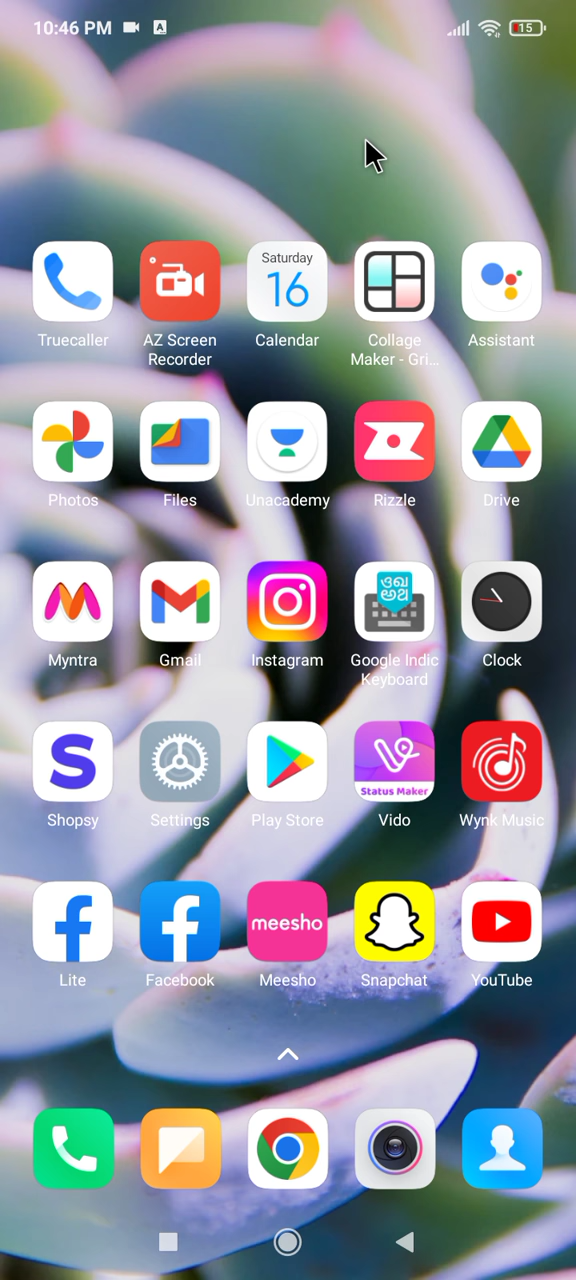 10:46 PM
15
Saturday
16
Truecaller
AZ Screen
Recorder
Calendar
Collage
Maker - Gri...
Assistant
Photos
Files
Unacademy
Rizzle
Drive
ଓଖ
ଅଥ
Myntra
Gmail
Instagram
Google Indic
Keyboard
Clock
S
Status Maker
Shopsy
Settings
Play Store
Vido
Wynk Music
meesho
Lite
Facebook
Meesho
Snapchat
YouTube